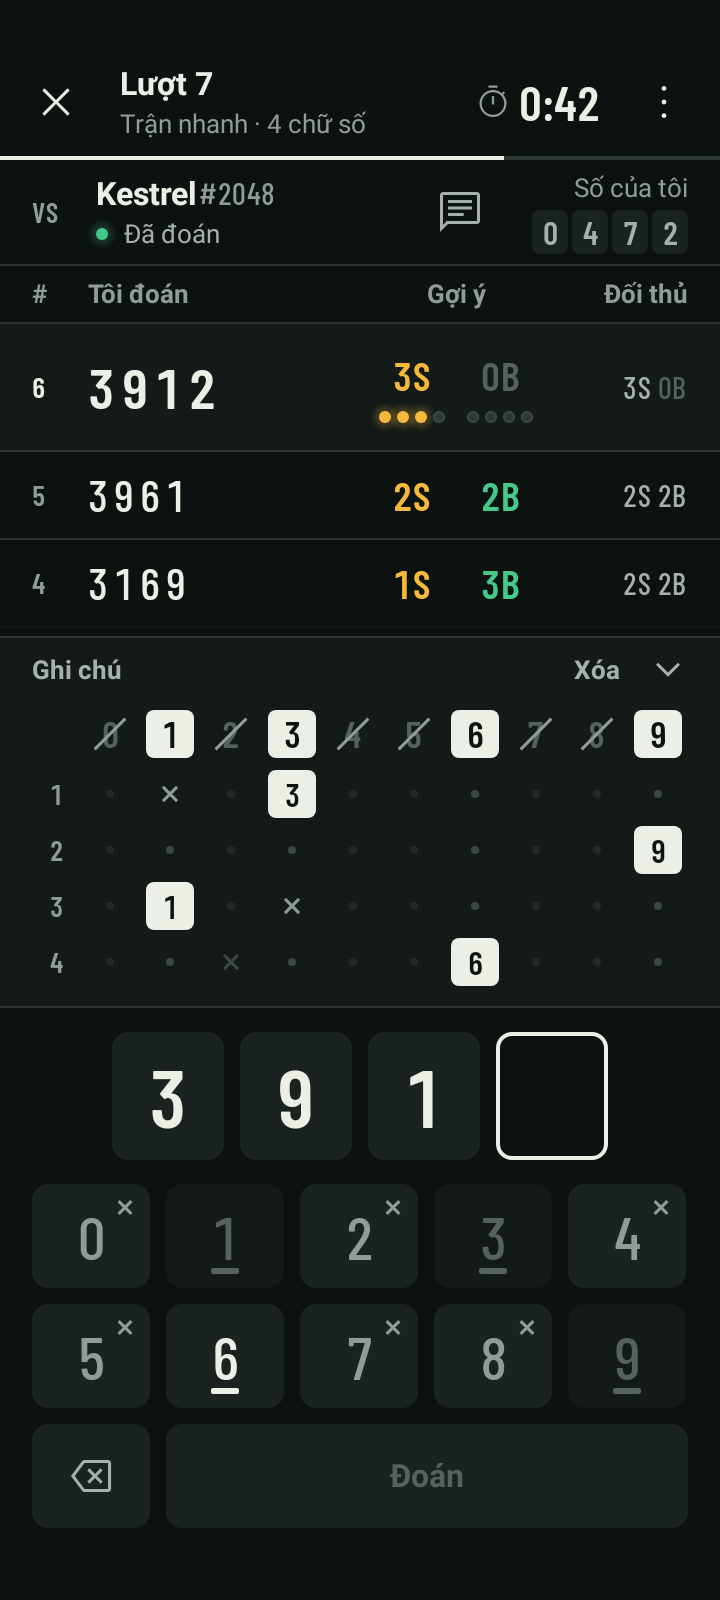 Lượt 7
Trận nhanh · 4 chữ số
0:42
VS
Kestrel#2048
Đã đoán
Số của tôi
0 4 7 2
# Tôi đoán Gợi ý Đối thủ
6 3912 3S 0B 3S 0B
5 3961 2S 2B 2S 2B
4 3169 1S 3B 2S 2B
Ghi chú Xóa
0 1 2 3 4 5 6 7 8 9
1 × 3
2 9
3 1 ×
4 × 6
3 9 1
0 × 1 2 × 3 4 ×
5 × 6 7 × 8 × 9
Đoán